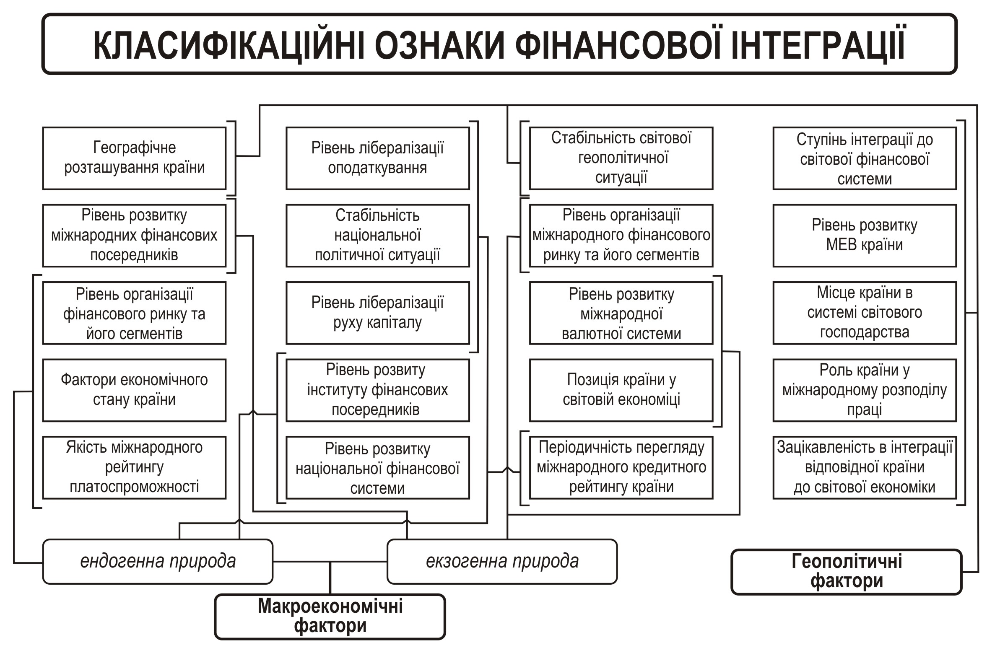 КЛАСИФІКАЦІЙНІ ОЗНАКИ ФІНАНСОВОЇ ІНТЕГРАЦІЇ
Географічне
розташування країни
Рівень розвитку
міжнародних фінансових
посередників
Рівень організації
фінансового ринку та
його сегментів
Фактори економічного
стану країни
Якість міжнародного
рейтингу
платоспроможності
Рівень лібералізації
оподаткування
Стабільність
національної
політичної ситуації
Рівень лібералізації
руху капіталу
Рівень розвиту
інституту фінансових
посередників
Рівень розвитку
національної фінансової
системи
Стабільність світової
геополітичної
ситуації
Рівень організації
міжнародного фінансового
ринку та його сегментів
Рівень розвитку
міжнародної
валютної системи
Позиція країни у
світовій економіці
Періодичність перегляду
міжнародного кредитного
рейтингу країни
Ступінь інтеграції до
світової фінансової
системи
Рівень розвитку
МЕВ країни
Місце країни в
системі світового
господарства
Роль країни у
міжнародному розподілу
праці
Зацікавленість в інтеграції
відповідної країни
до світової економіки
ендогенна природа
екзогенна природа
Геополітичні
фактори
Макроекономічні
фактори